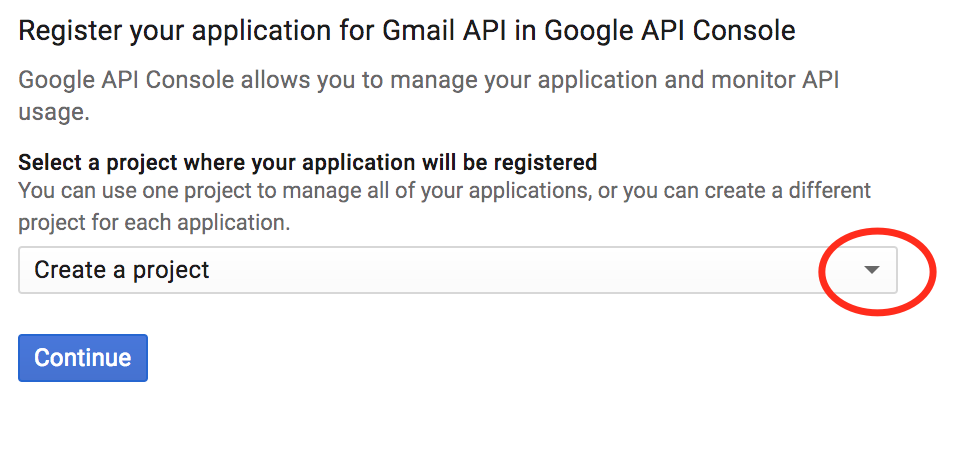 Register your application for Gmail API in Google API Console
Google API Console allows you to manage your application and monitor API
usage.
Select a project where your application will be registered
You can use one project to manage all of your applications, or you can create a different
project for each application.
Create a project
Continue